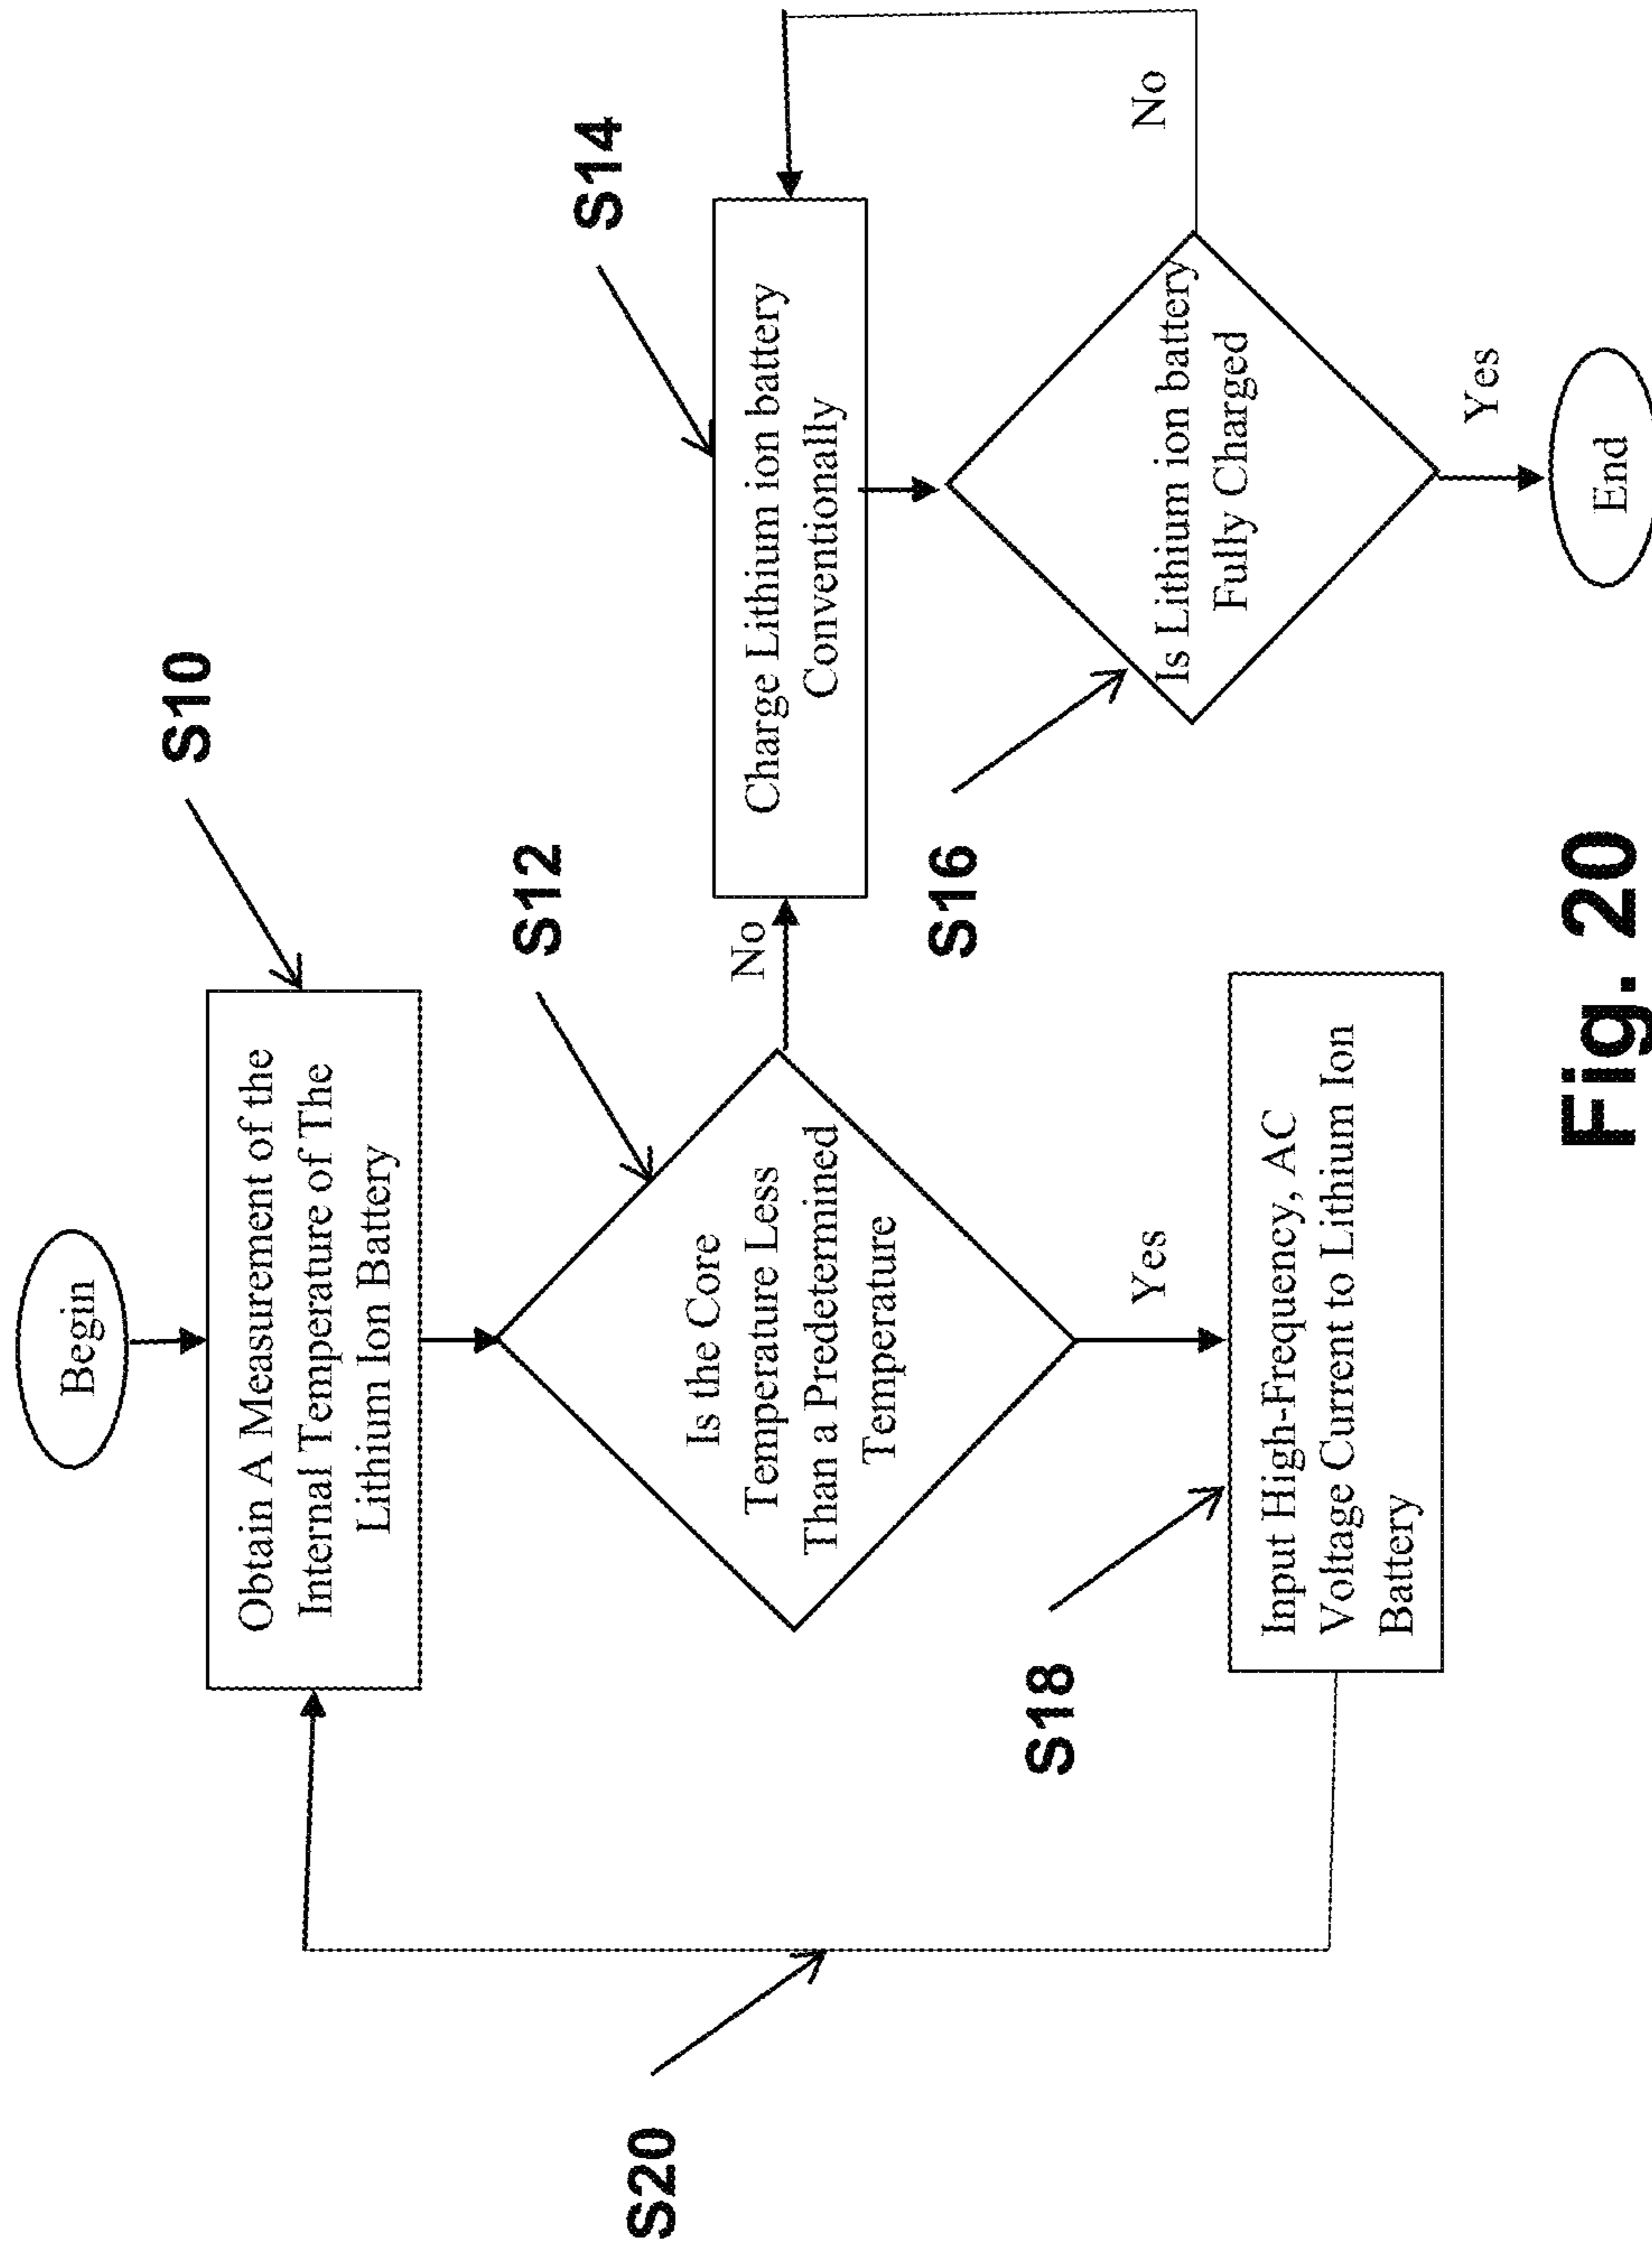 Begin
Obtain A Measurement of the
Internal Temperature of The
Lithium Ion Battery
S10
Is the Core
Temperature Less
Than a Predetermined
Temperature
S12
No
Charge Lithium ion battery
Conventionally
S14
Is Lithium ion battery
Fully Charged
S16
No
Yes
End
Yes
Input High-Frequency, AC
Voltage Current to Lithium Ion
Battery
S18
S20
Fig. 20